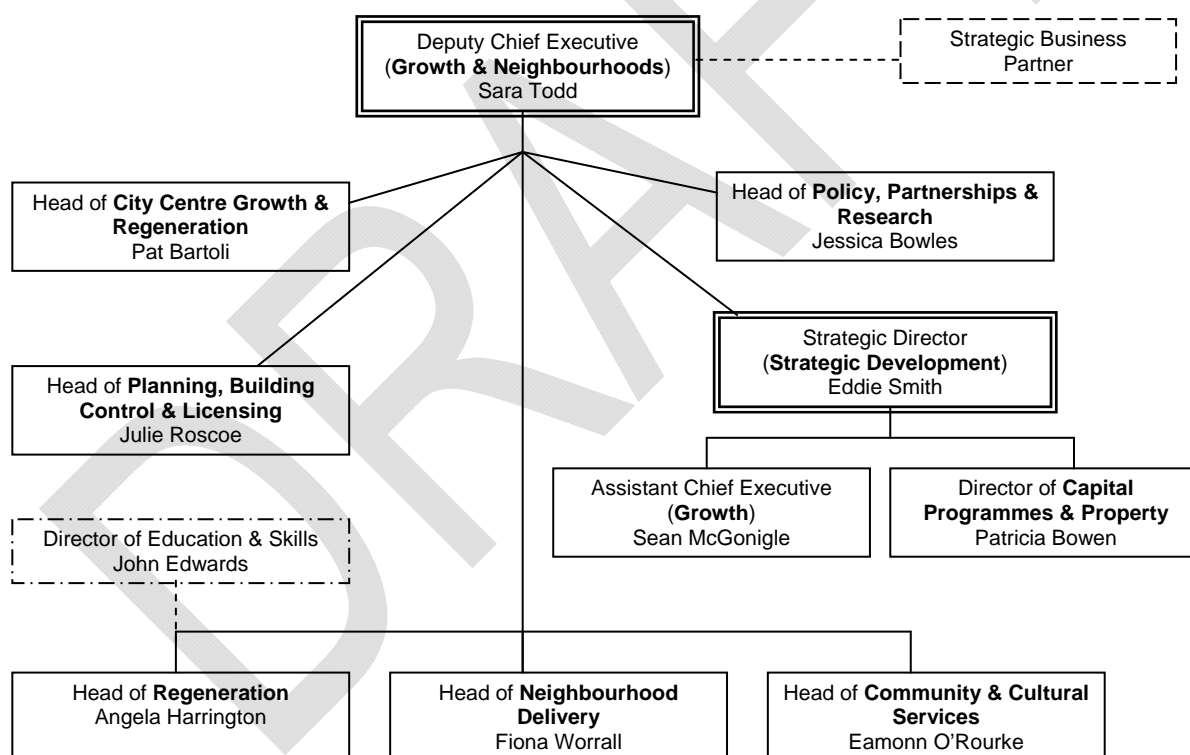 Deputy Chief Executive
(Growth & Neighbourhoods)
Sara Todd
Strategic Business
Partner
Head of City Centre Growth &
Regeneration
Pat Bartoli
Head of Policy, Partnerships &
Research
Jessica Bowles
Strategic Director
(Strategic Development)
Eddie Smith
Head of Planning, Building
Control & Licensing
Julie Roscoe
Assistant Chief Executive
(Growth)
Sean McGonigle
Director of Capital
Programmes & Property
Patricia Bowen
Director of Education & Skills
John Edwards
Head of Regeneration
Angela Harrington
Head of Neighbourhood
Delivery
Fiona Worrall
Head of Community & Cultural
Services
Eamonn O’Rourke